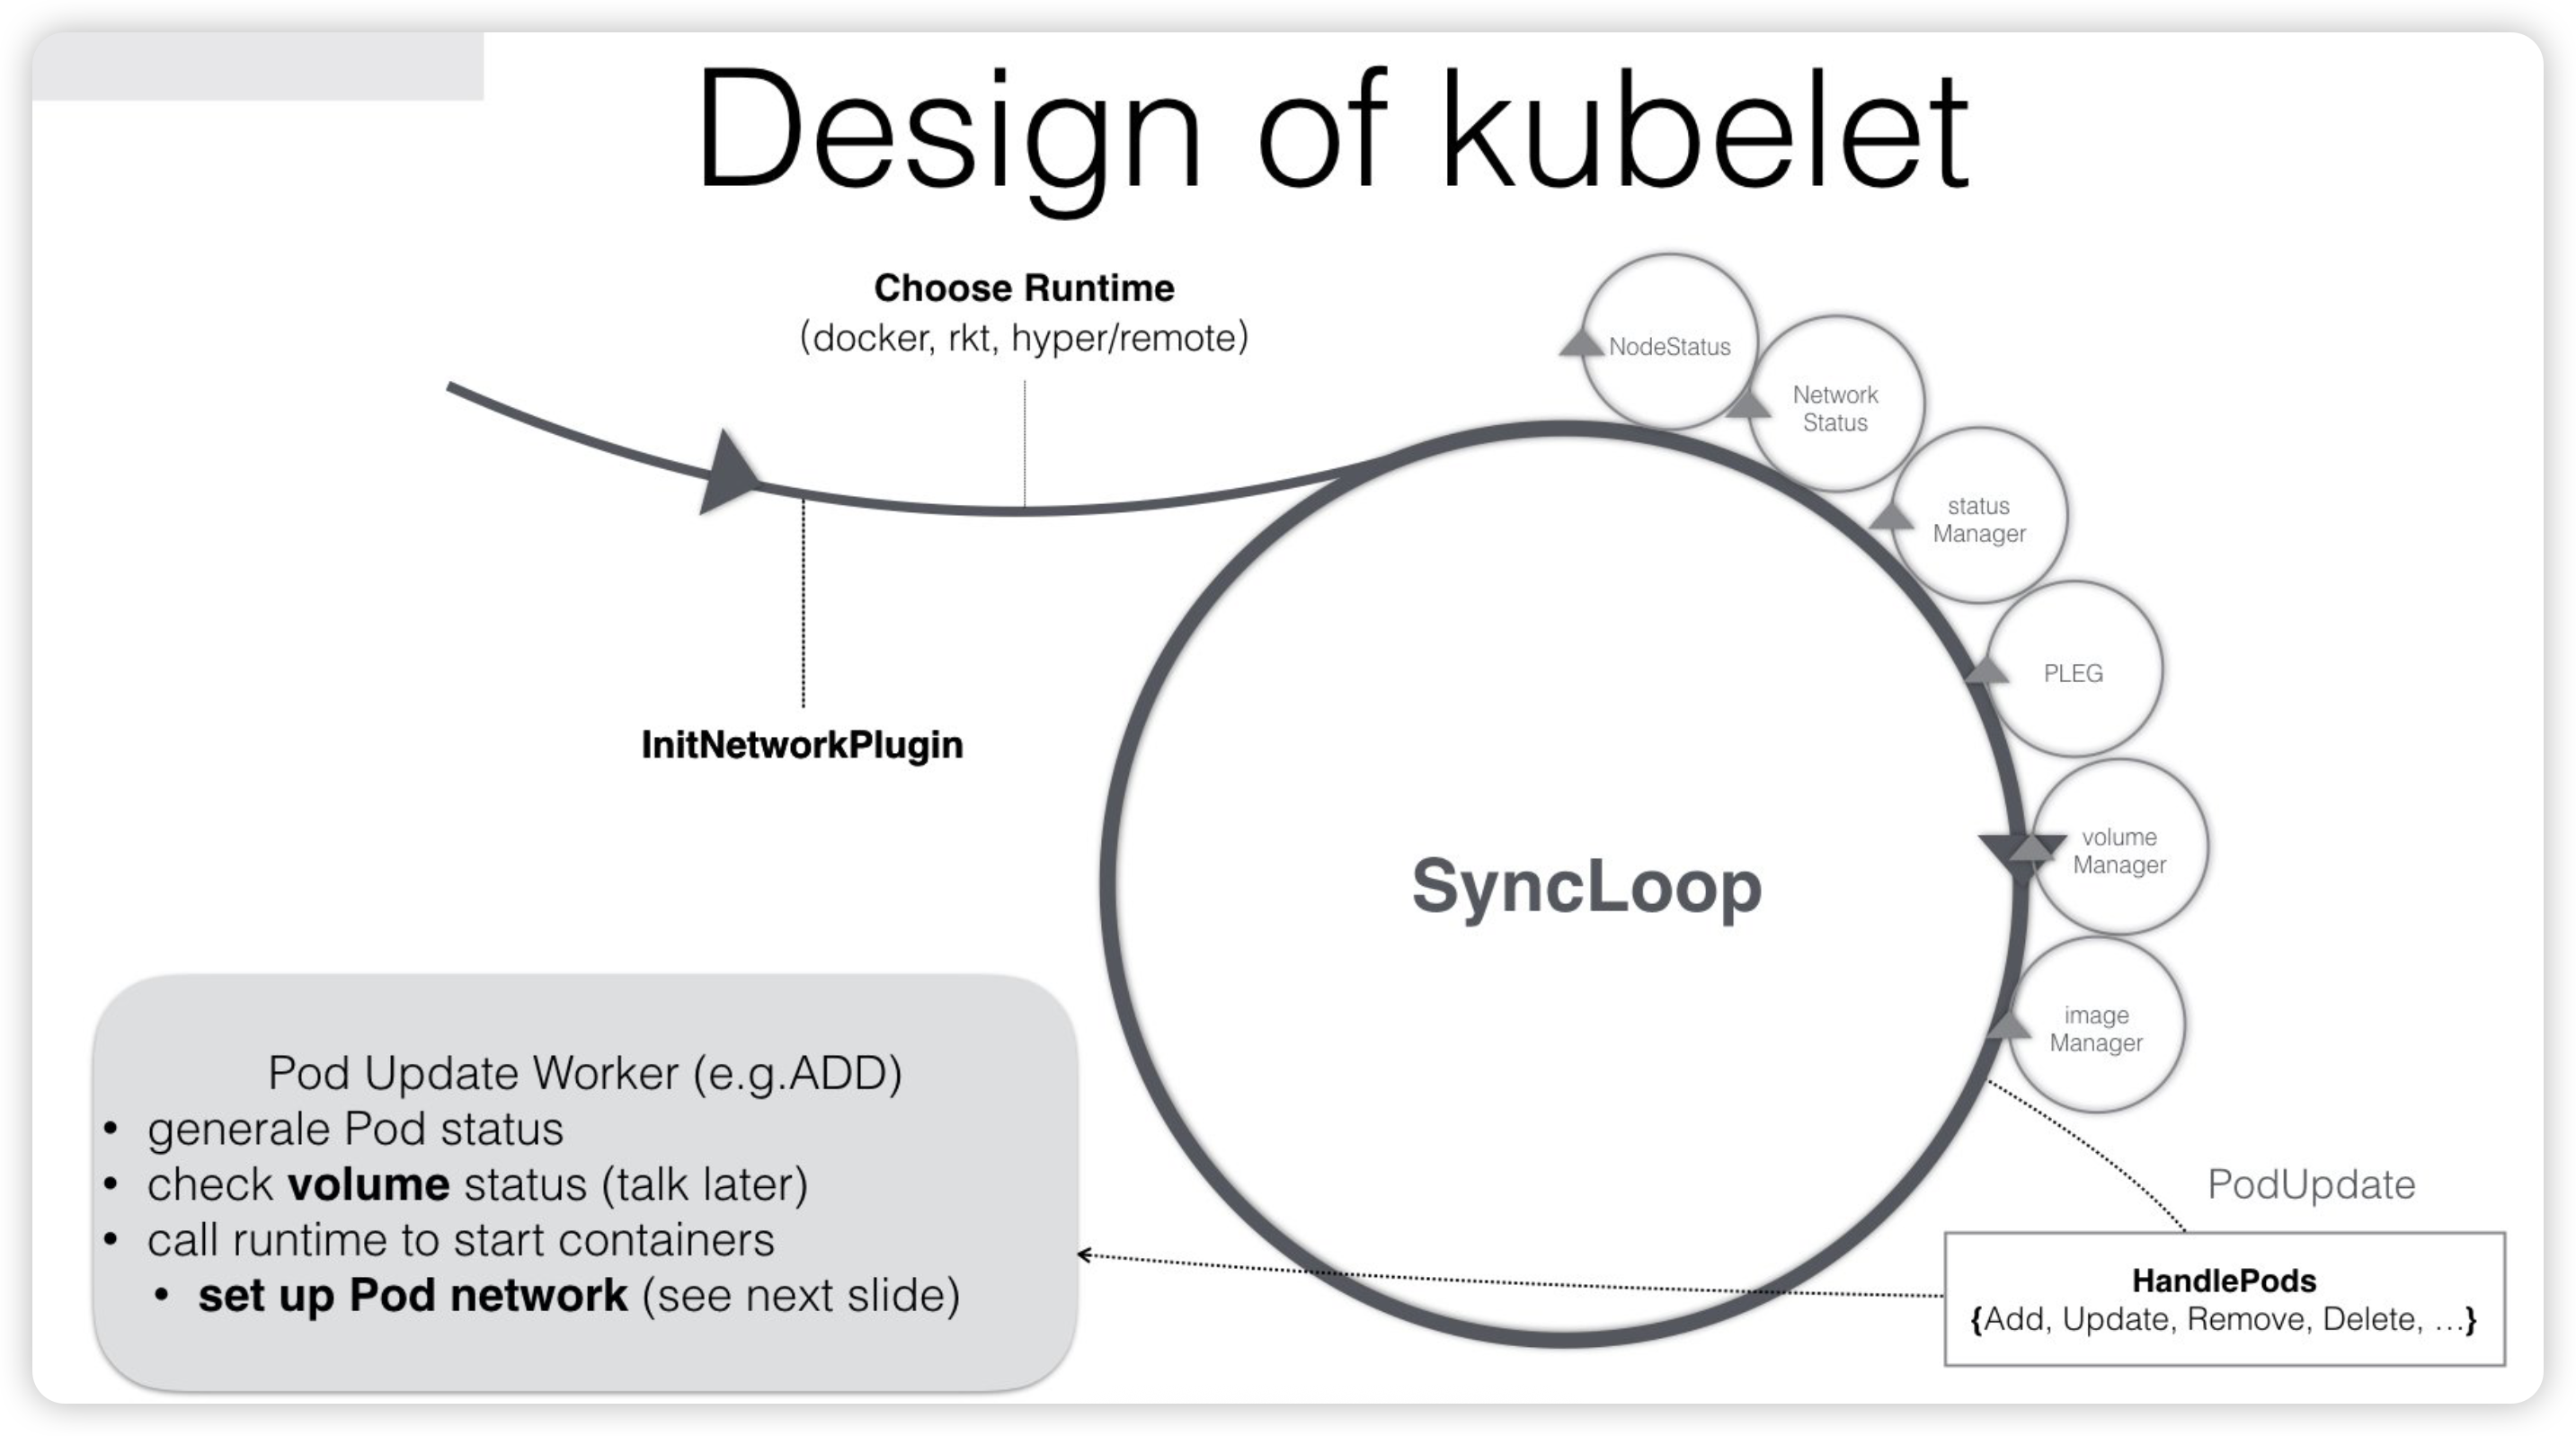 Design of kubelet
Choose Runtime
(docker, rkt, hyper/remote)
InitNetworkPlugin
NodeStatus
Network
Status
status
Manager
PLEG
volume
Manager
image
Manager
SyncLoop
PodUpdate
HandlePods
{Add, Update, Remove, Delete, …}
Pod Update Worker (e.g.ADD)
• generale Pod status
• check volume status (talk later)
• call runtime to start containers
• set up Pod network (see next slide)